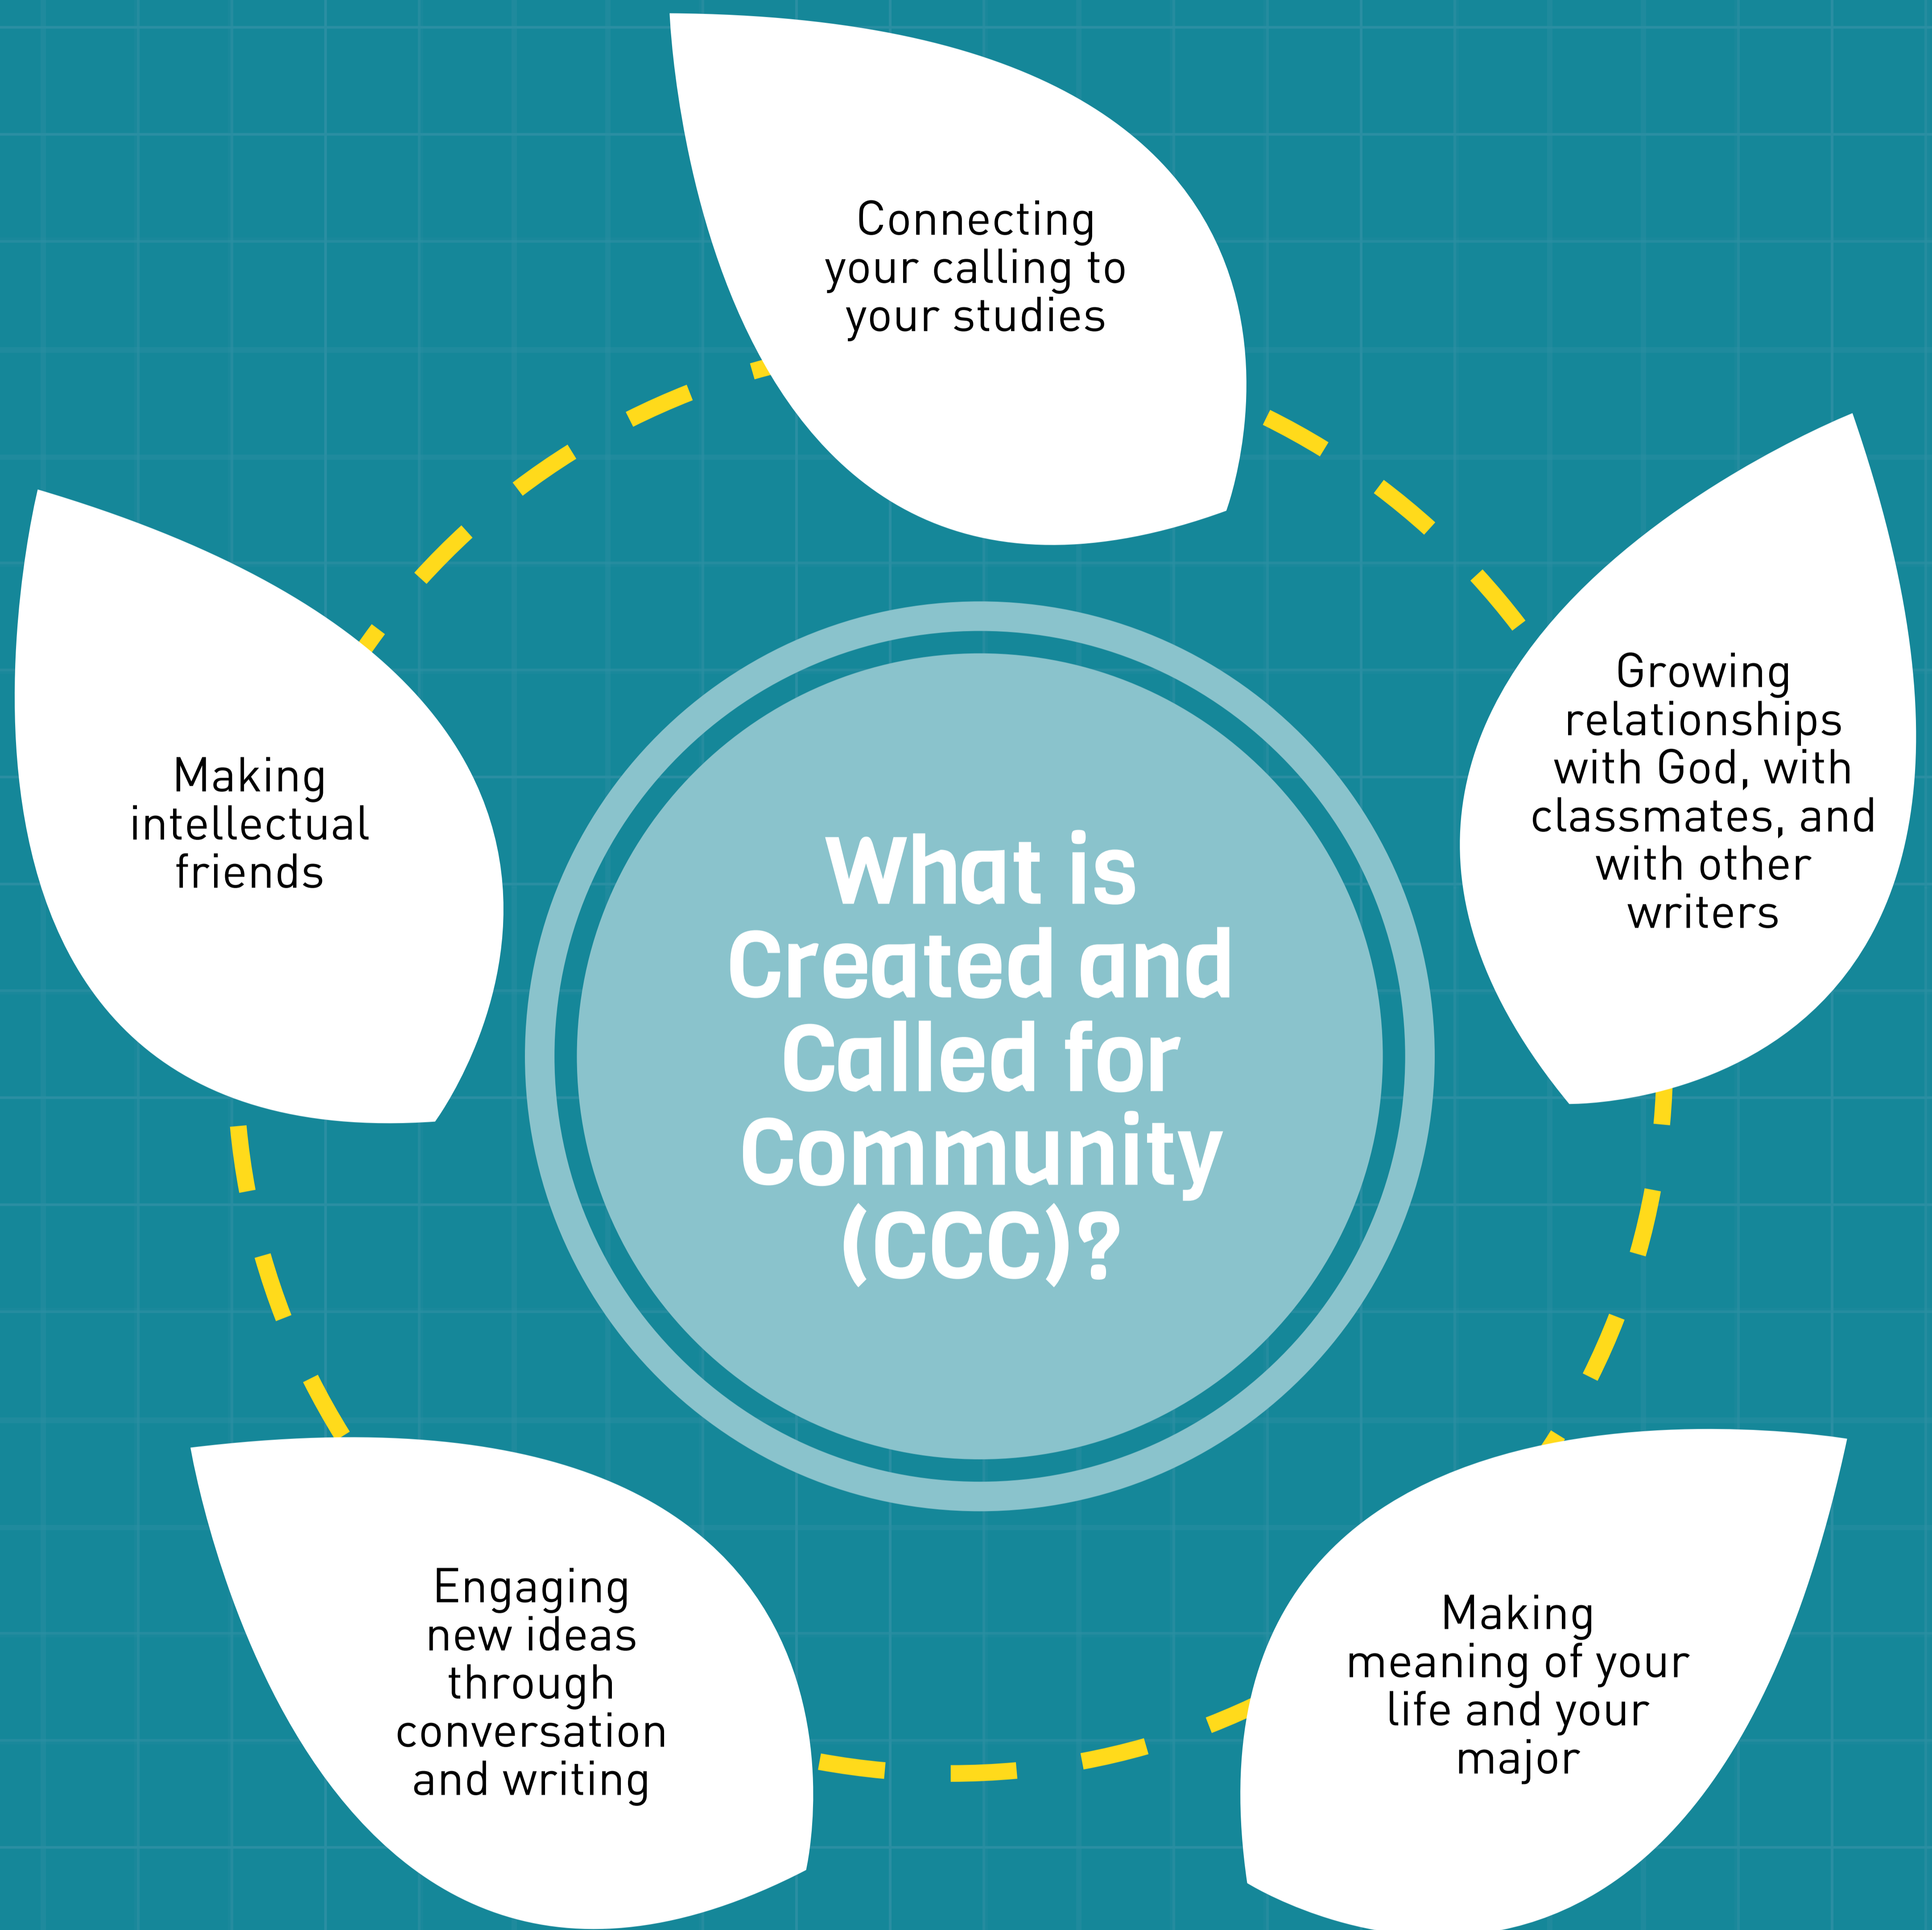 Connecting
your calling to
your studies
Growing
relationships
with God, with
classmates, and
with other
writers
Making
intellectual
friends
What is
Created and
Called for
Community
(CCC)?
Engaging
new ideas
through
conversation
and writing
Making
meaning of your
life and your
major